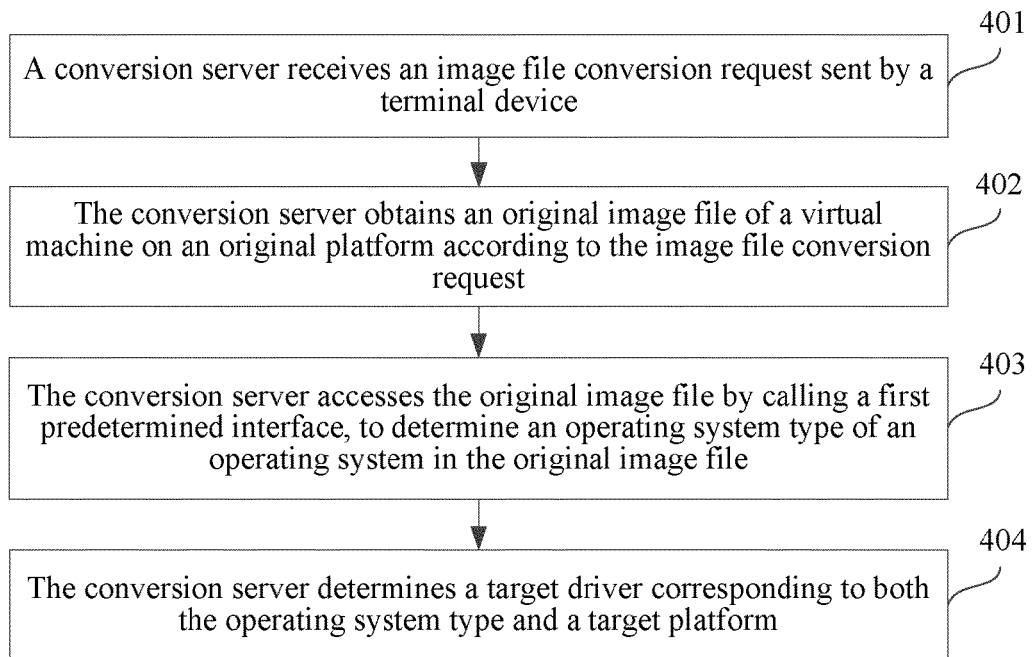 401
A conversion server receives an image file conversion request sent by a
terminal device
402
The conversion server obtains an original image file of a virtual
machine on an original platform according to the image file conversion
request
403
The conversion server accesses the original image file by calling a first
predetermined interface, to determine an operating system type of an
operating system in the original image file
404
The conversion server determines a target driver corresponding to both
the operating system type and a target platform